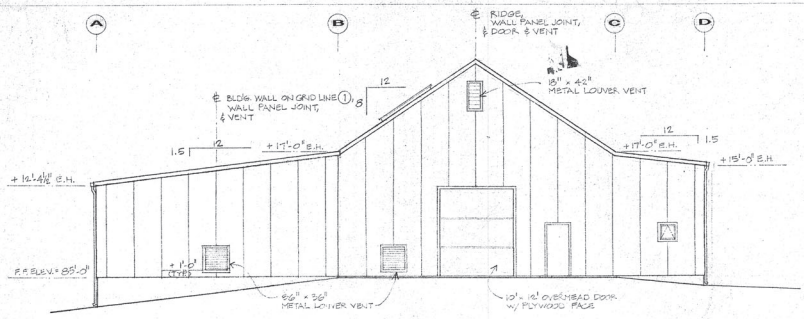 A
B
C
D
℄ RIDGE,
WALL PANEL JOINT,
& DOOR & VENT
12
8
18" x 42"
METAL LOUVER VENT
℄ BLD'G. WALL ON GRID LINE 1,
WALL PANEL JOINT,
& VENT
12
1.5
12
1.5
+17'-0" E.H.
+17'-0" E.H.
+15'-0" E.H.
+12'-4½" E.H.
+1'-0"
(TYP.)
F.F. ELEV. = 85'-0"
36" x 36"
METAL LOUVER VENT
10' - 12' OVERHEAD DOOR
W/ PLYWOOD FACE